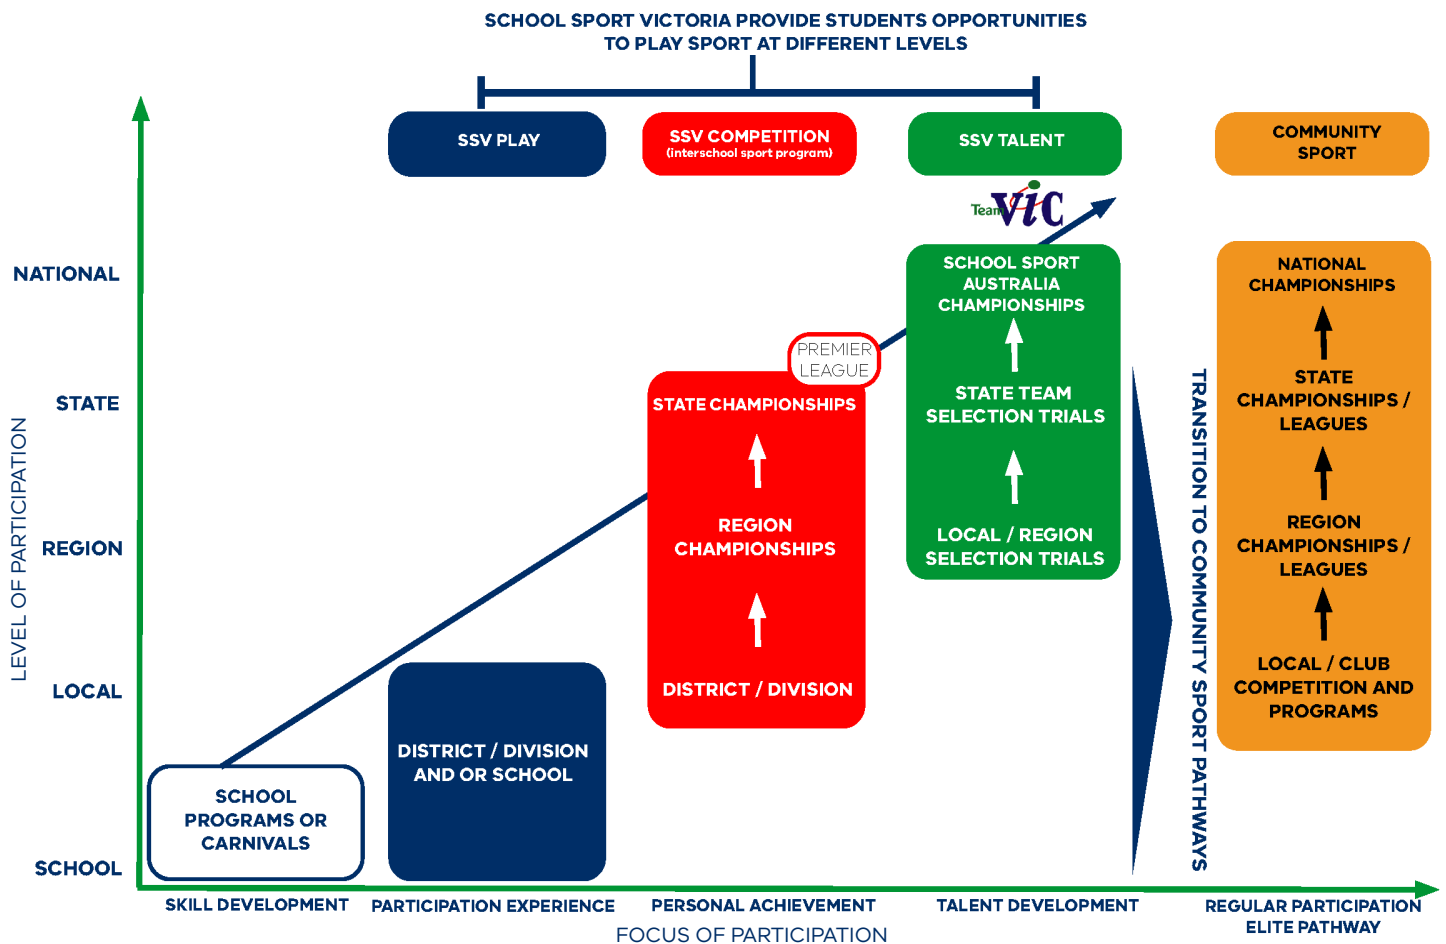 SCHOOL SPORT VICTORIA PROVIDE STUDENTS OPPORTUNITIES
TO PLAY SPORT AT DIFFERENT LEVELS
SSV PLAY
SSV COMPETITION
(interschool sport program)
SSV TALENT
COMMUNITY
SPORT
Team VIC
LEVEL OF PARTICIPATION
NATIONAL
STATE
REGION
LOCAL
SCHOOL
SCHOOL
PROGRAMS OR
CARNIVALS
DISTRICT / DIVISION
AND OR SCHOOL
PREMIER
LEAGUE
STATE CHAMPIONSHIPS
REGION
CHAMPIONSHIPS
DISTRICT / DIVISION
SCHOOL SPORT
AUSTRALIA
CHAMPIONSHIPS
STATE TEAM
SELECTION TRIALS
LOCAL / REGION
SELECTION TRIALS
TRANSITION TO COMMUNITY SPORT PATHWAYS
NATIONAL
CHAMPIONSHIPS
STATE
CHAMPIONSHIPS /
LEAGUES
REGION
CHAMPIONSHIPS /
LEAGUES
LOCAL / CLUB
COMPETITION AND
PROGRAMS
SKILL DEVELOPMENT
PARTICIPATION EXPERIENCE
PERSONAL ACHIEVEMENT
TALENT DEVELOPMENT
REGULAR PARTICIPATION
ELITE PATHWAY
FOCUS OF PARTICIPATION